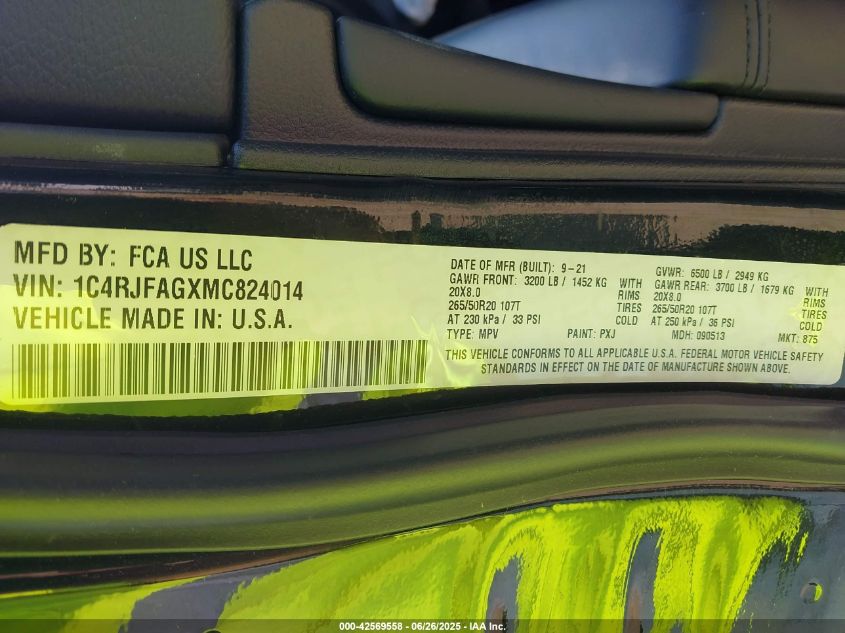 MFD BY: FCA US LLC
VIN: 1C4RJFAGXMC824014
VEHICLE MADE IN: U.S.A.
DATE OF MFR (BUILT): 9-21
GAWR FRONT: 3200 LB / 1452 KG WITH
20X8.0 RIMS
265/50R20 107T TIRES
AT 230 kPa / 33 PSI COLD
GVWR: 6500 LB / 2949 KG
GAWR REAR: 3700 LB / 1679 KG WITH
20X8.0 RIMS
265/50R20 107T TIRES
AT 250 kPa / 36 PSI COLD
TYPE: MPV PAINT: PXJ MDH: 090513 MKT: 875
THIS VEHICLE CONFORMS TO ALL APPLICABLE U.S.A. FEDERAL MOTOR VEHICLE SAFETY
STANDARDS IN EFFECT ON THE DATE OF MANUFACTURE SHOWN ABOVE.
000-42569558 - 06/26/2025 - IAA Inc.